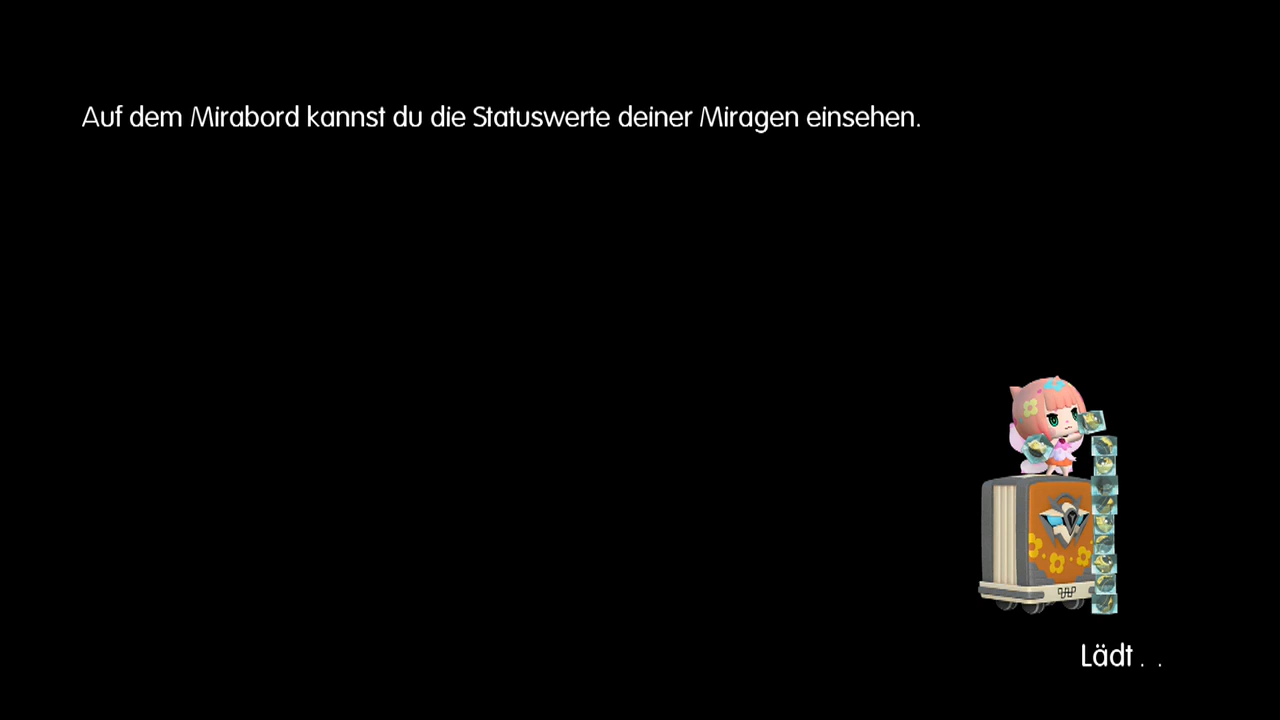 Auf dem Mirabord kannst du die Statuswerte deiner Miragen einsehen.
Lädt . .